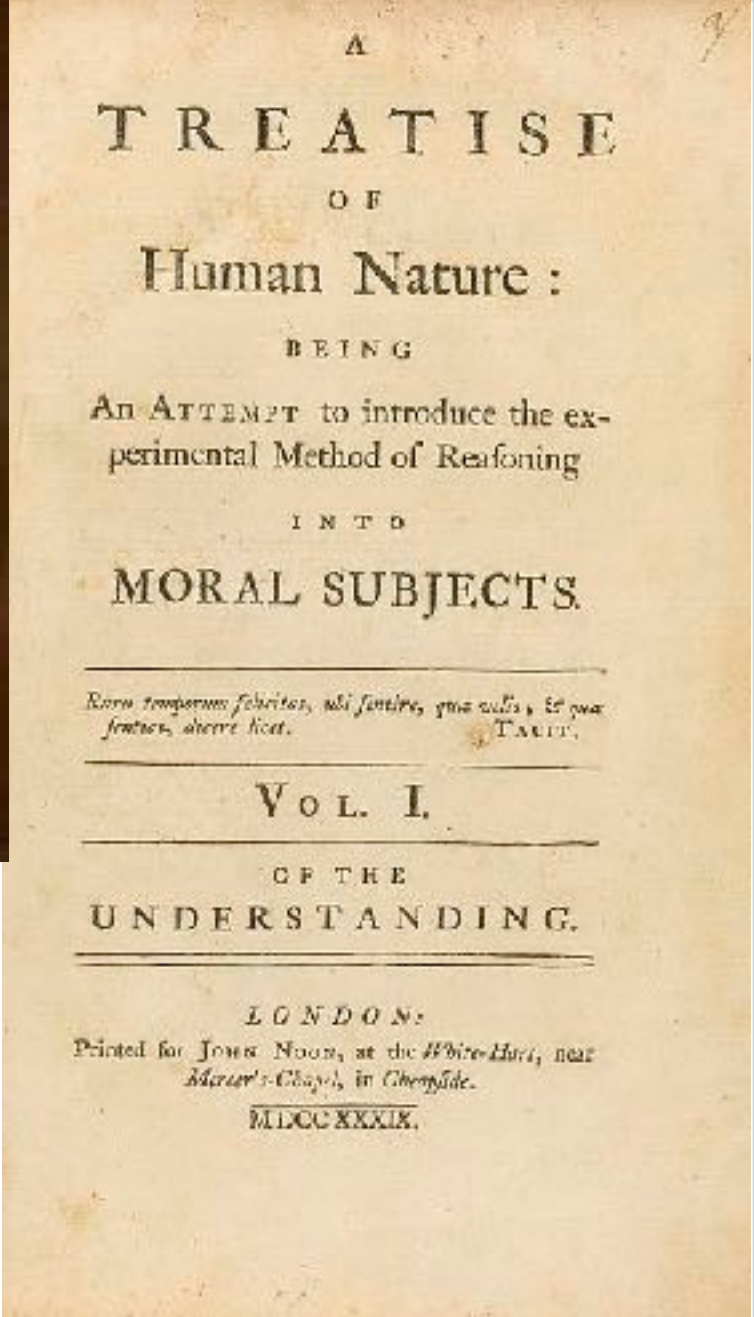 A
TREATISE
OF
Human Nature:
BEING
An ATTEMPT to introduce the ex-
perimental Method of Reaſoning
INTO
MORAL SUBJECTS.
Rara temporum felicitas, ubi ſentire, quæ velis; & quæ
ſentias, dicere licet. TACIT.
VOL. I.
OF THE
UNDERSTANDING.
LONDON:
Printed for JOHN NOON, at the White-Hart, near
Mercer's-Chapel, in Cheapſide.
MDCCXXXIX.